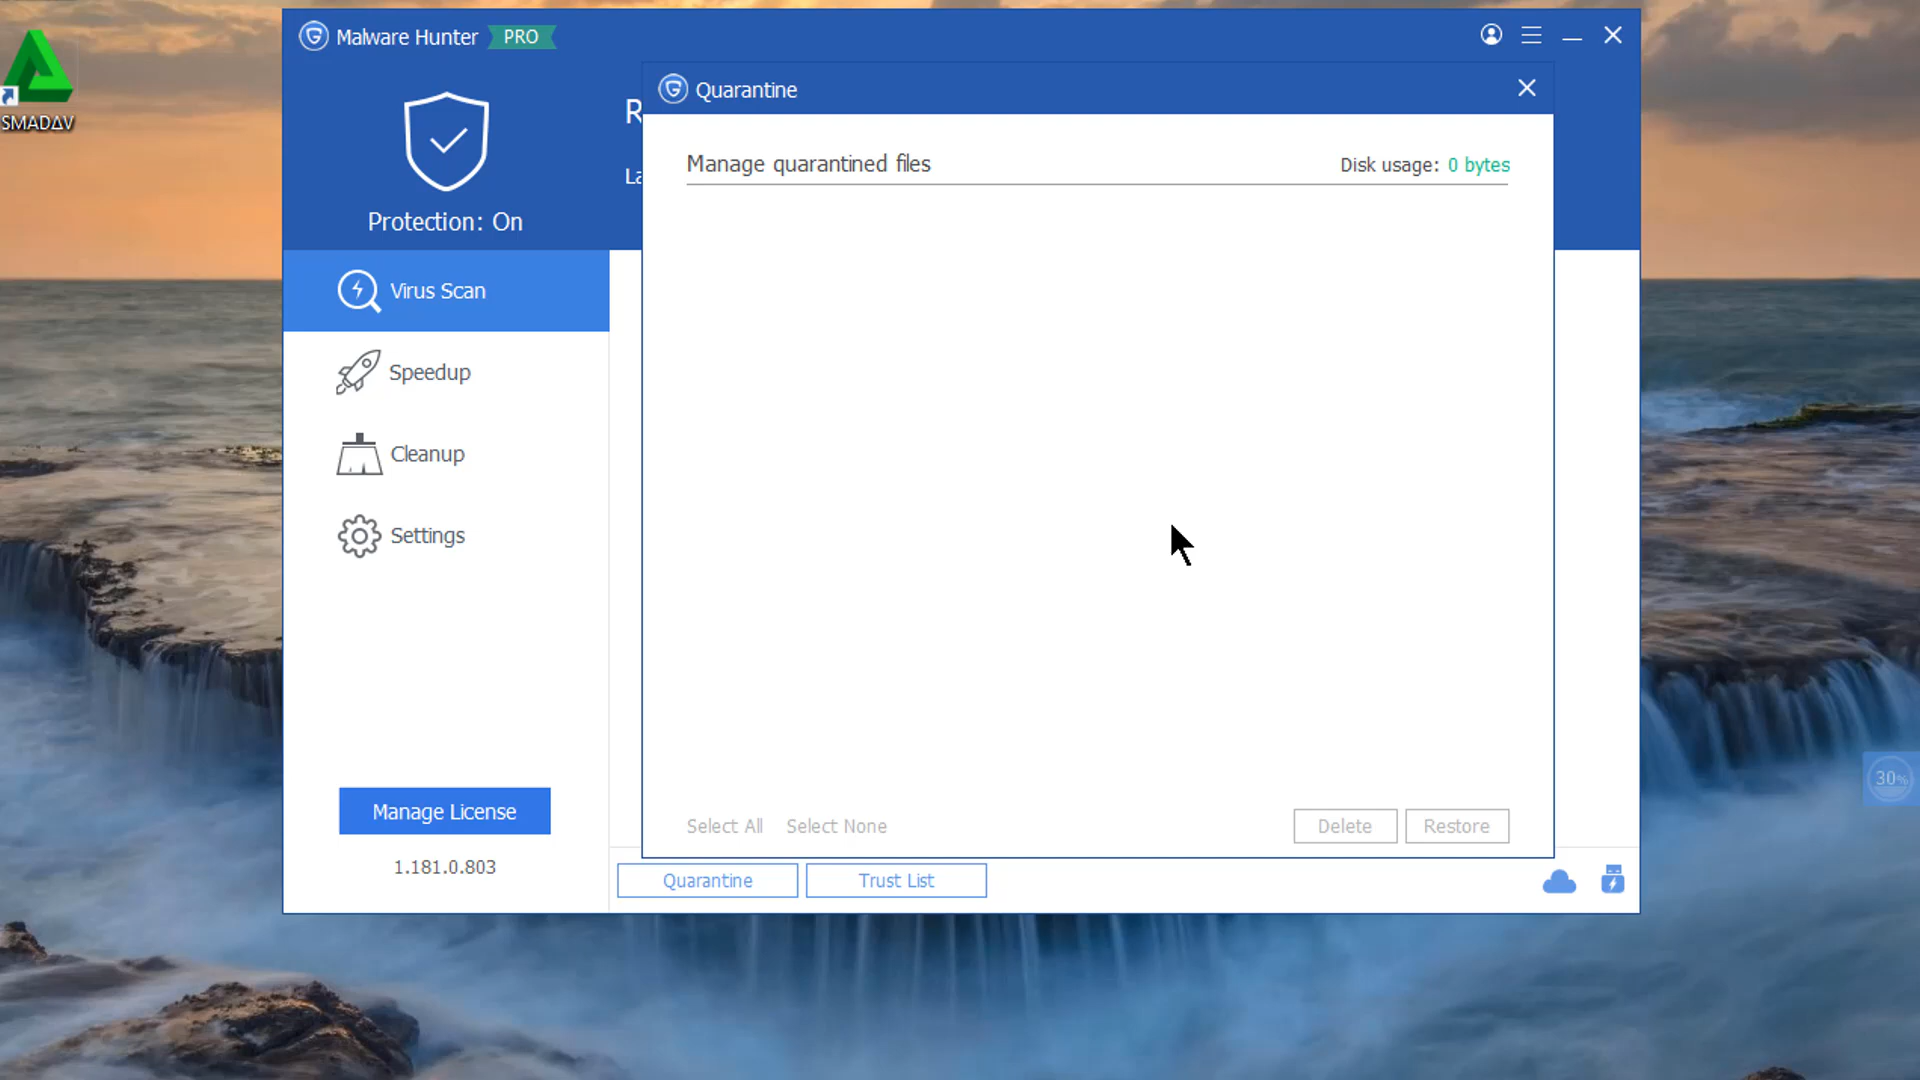 SMADΔV
Malware Hunter PRO
Protection: On
Virus Scan
Speedup
Cleanup
Settings
Manage License
1.181.0.803
Quarantine
Manage quarantined files
Disk usage: 0 bytes
Select All
Select None
Delete
Restore
Quarantine
Trust List
30%